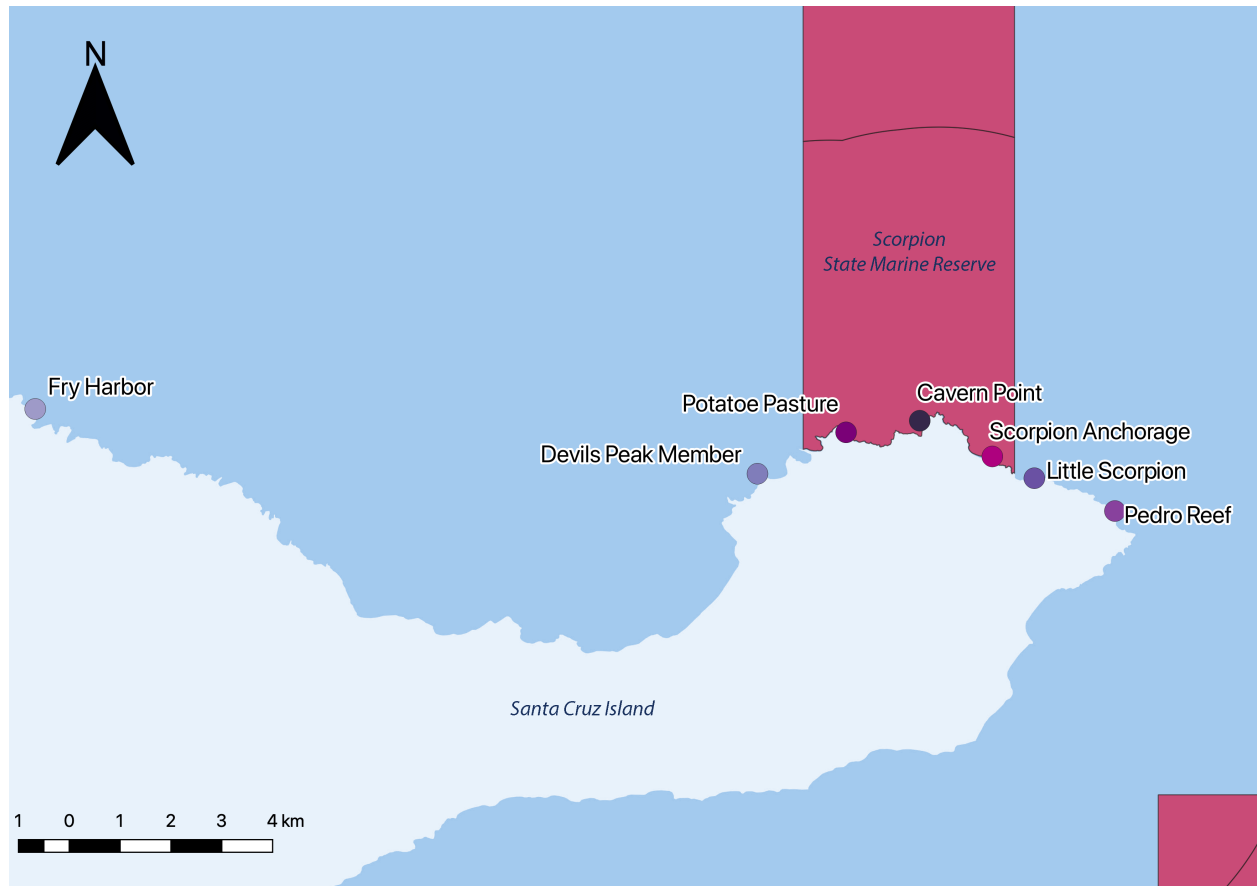 N
Scorpion
State Marine Reserve
Fry Harbor
Cavern Point
Potatoe Pasture
Scorpion Anchorage
Devils Peak Member
Little Scorpion
Pedro Reef
Santa Cruz Island
1 0 1 2 3 4 km